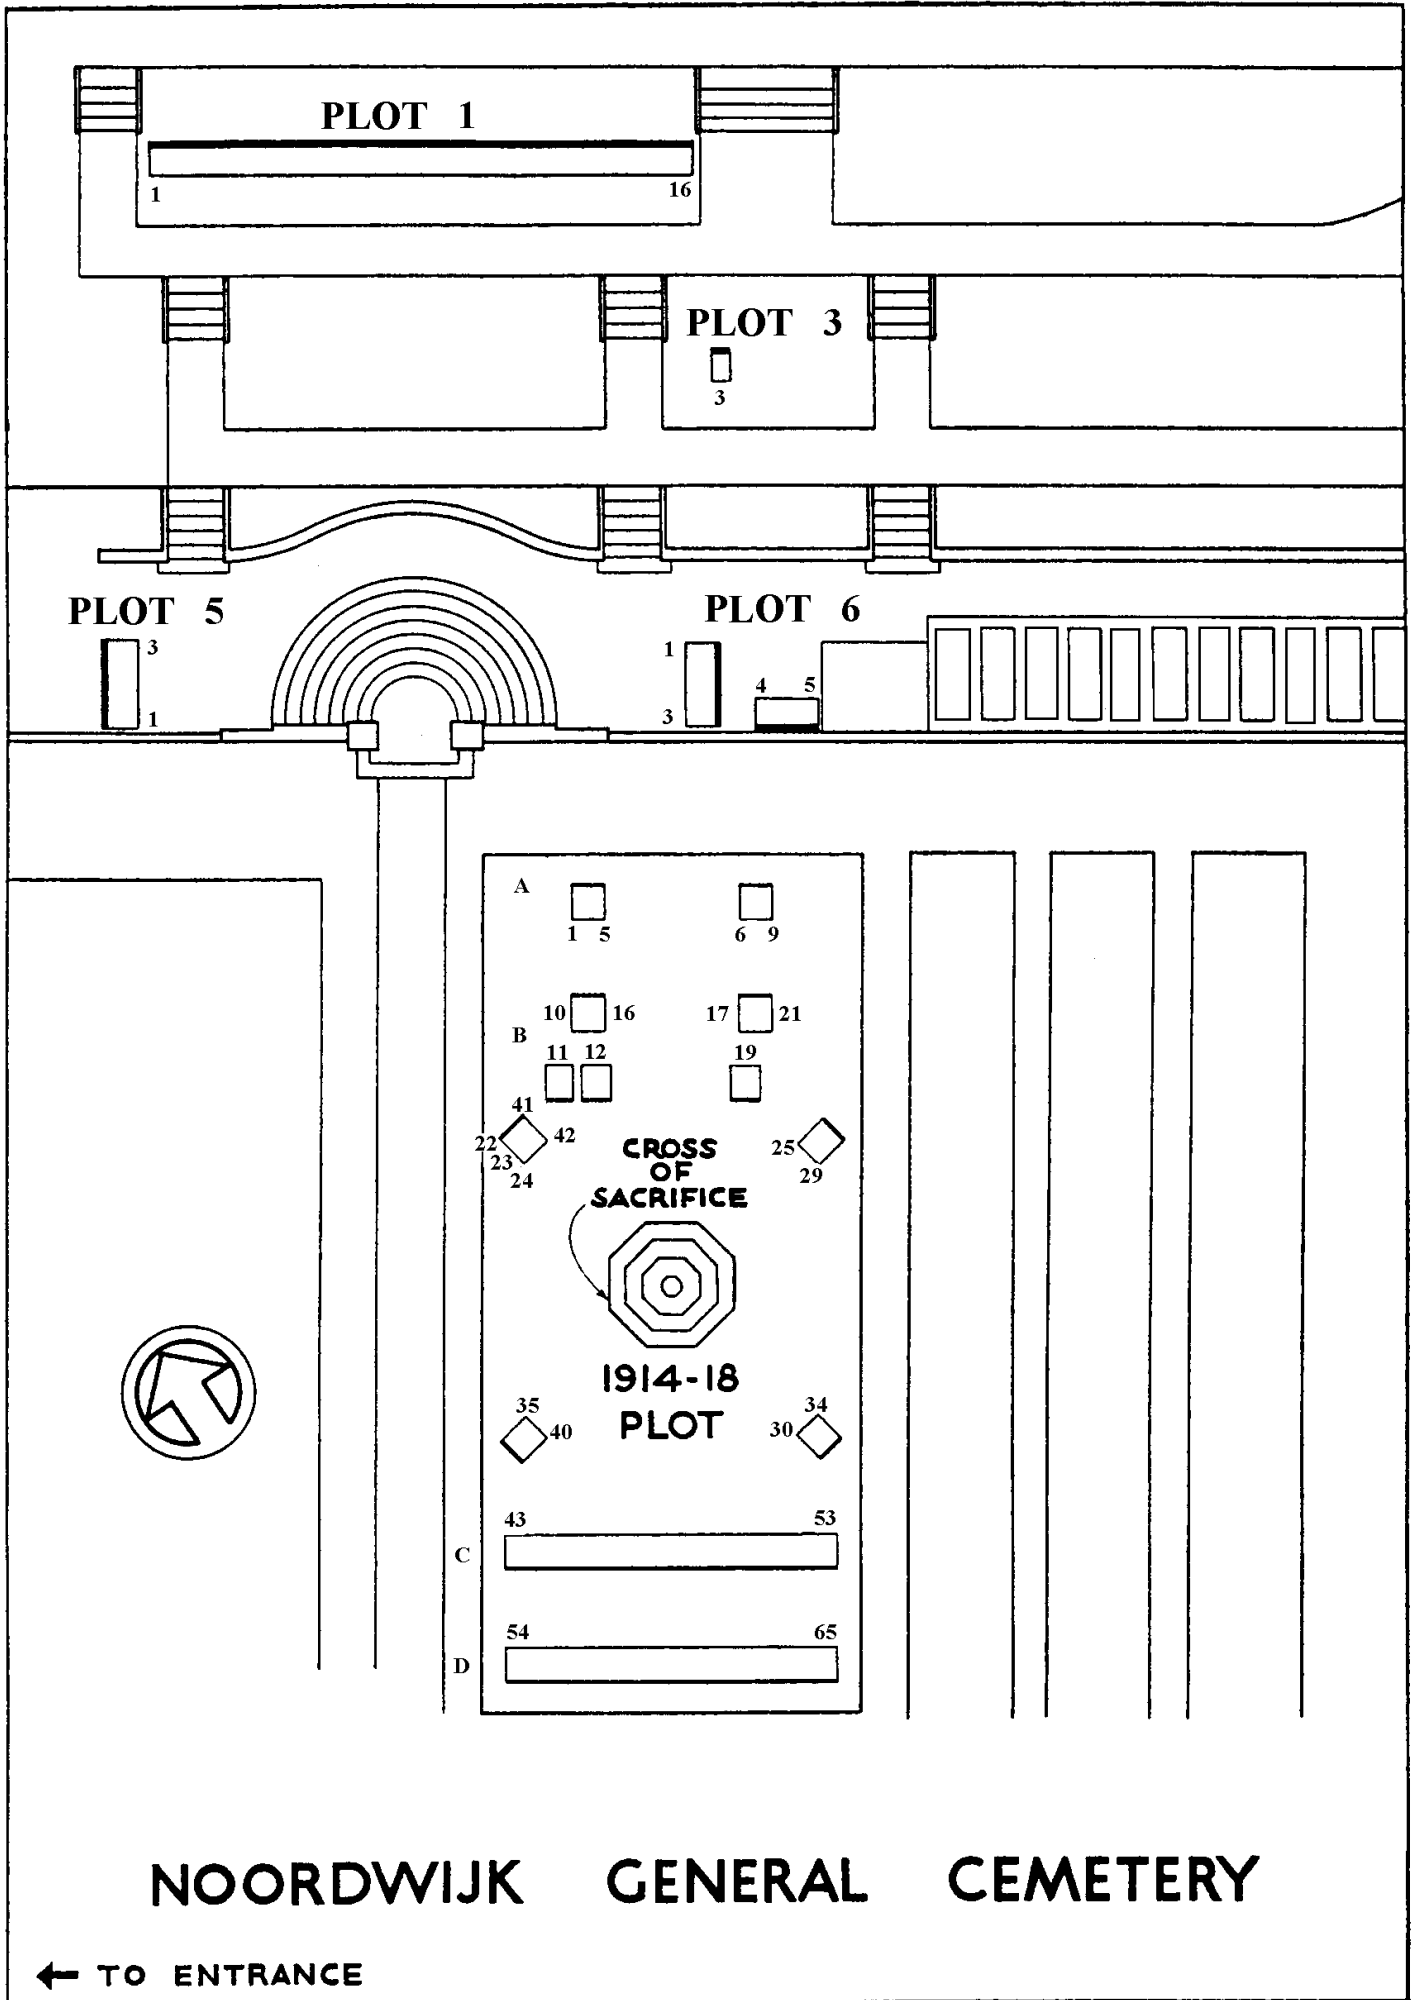 PLOT 1
1 16
PLOT 3
3
PLOT 5
3
1
PLOT 6
1
3
4 5
A
1 5 6 9
10 16 17 21
B
11 12 19
41
22 42
23
24
25
29
CROSS
OF
SACRIFICE
1914-18
PLOT
35
40
34
30
43 53
C
54 65
D
NOORDWIJK GENERAL CEMETERY
← TO ENTRANCE